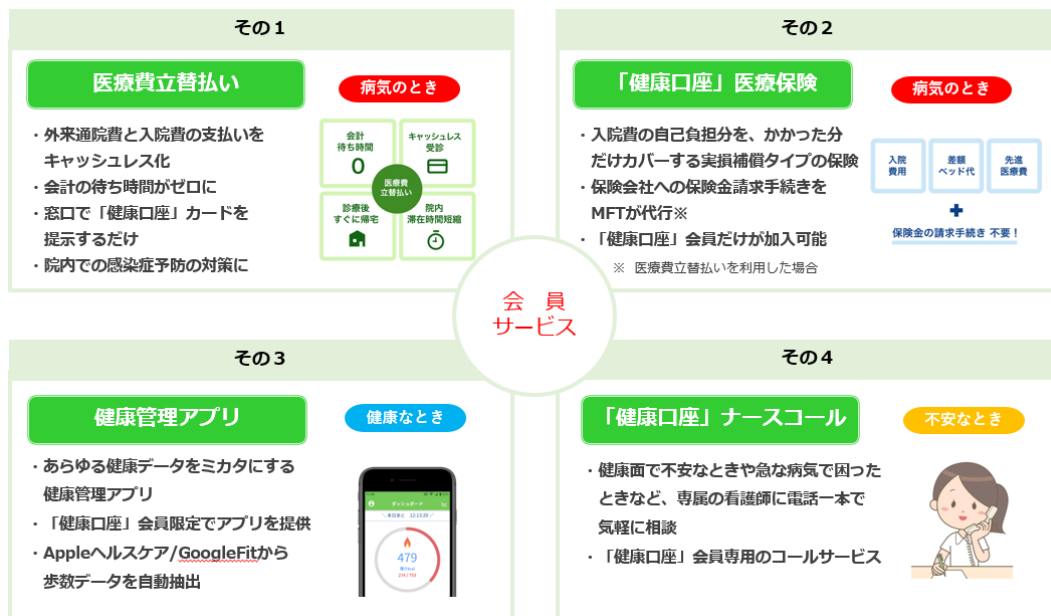 その1
医療費立替払い
病気のとき
・外来通院費と入院費の支払いを
キャッシュレス化
・会計の待ち時間がゼロに
・窓口で「健康口座」カードを
提示するだけ
・院内での感染症予防の対策に
会計
待ち時間
0
キャッシュレス
受診
医療費
立替払い
診療後
すぐに帰宅
院内
滞在時間短縮
その2
「健康口座」医療保険
病気のとき
・入院費の自己負担分を、かかった分
だけカバーする実損補償タイプの保険
・保険会社への保険金請求手続きを
MFTが代行※
・「健康口座」会員だけが加入可能
※ 医療費立替払いを利用した場合
入院
費用
差額
ベッド代
先進
医療費
+
保険金の請求手続き 不要！
会 員
サービス
その3
健康管理アプリ
健康なとき
・あらゆる健康データをミカタにする
健康管理アプリ
・「健康口座」会員限定でアプリを提供
・Appleヘルスケア/GoogleFitから
歩数データを自動抽出
ダッシュボード
479
その4
「健康口座」ナースコール
不安なとき
・健康面で不安なときや急な病気で困った
ときなど、専属の看護師に電話一本で
気軽に相談
・「健康口座」会員専用のコールサービス